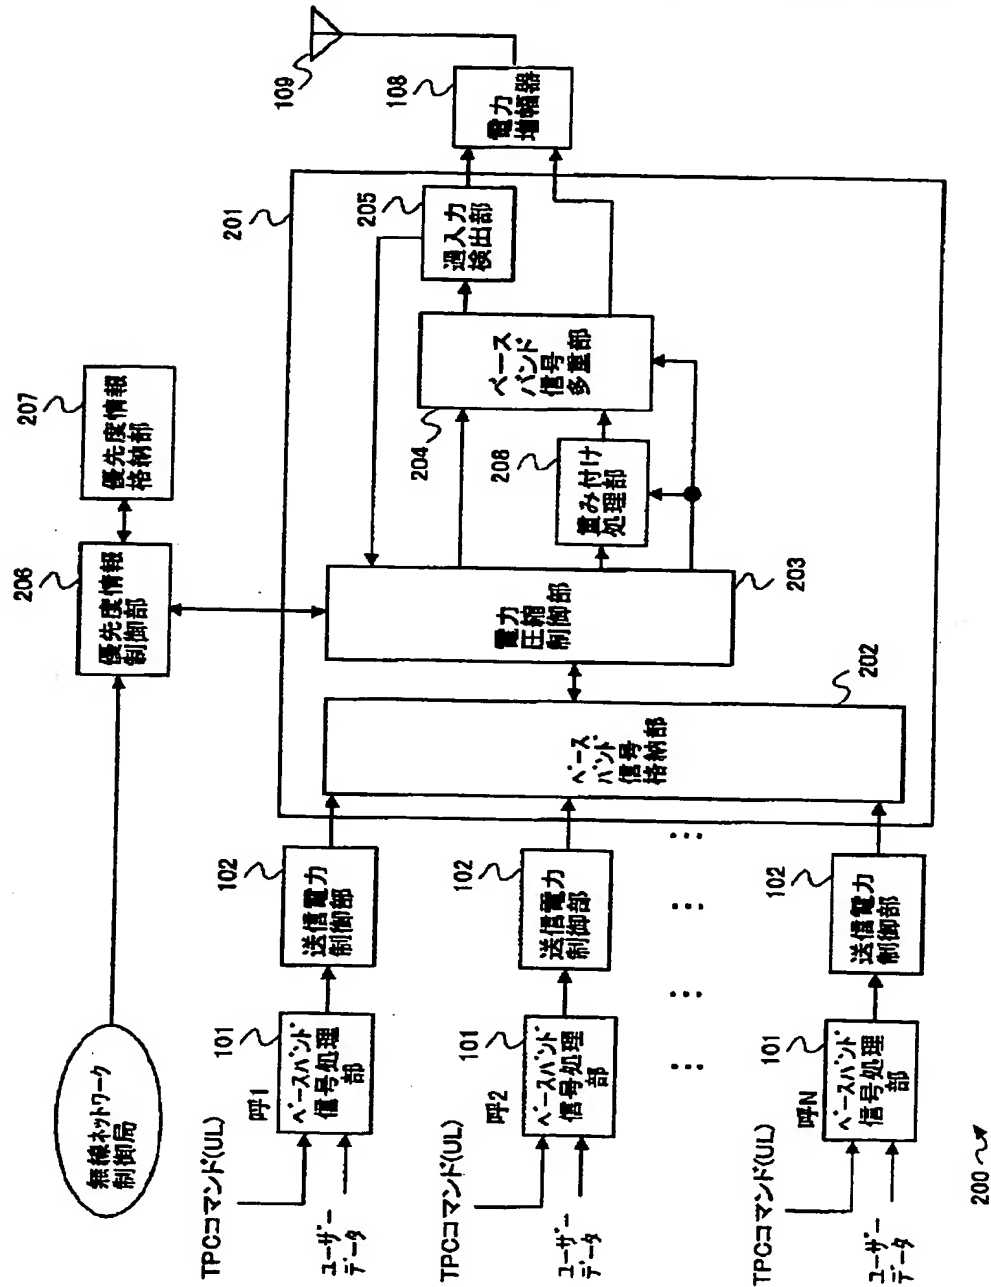 無線ネットワーク
制御局
206
優先度情報
制御部
207
優先度情報
格納部
TPCコマンド(UL)
ユーザー
データ
呼1
101
ベースバンド
信号処理
部
102
送信電力
制御部
TPCコマンド(UL)
ユーザー
データ
呼2
101
ベースバンド
信号処理
部
102
送信電力
制御部
TPCコマンド(UL)
ユーザー
データ
呼N
101
ベースバンド
信号処理
部
102
送信電力
制御部
201
ベース
バンド
信号
格納部
202
電力
圧縮
制御部
203
204
ベース
バンド
信号
多重部
208
重み付け
処理部
205
過入力
検出部
108
電力
増幅器
109
200